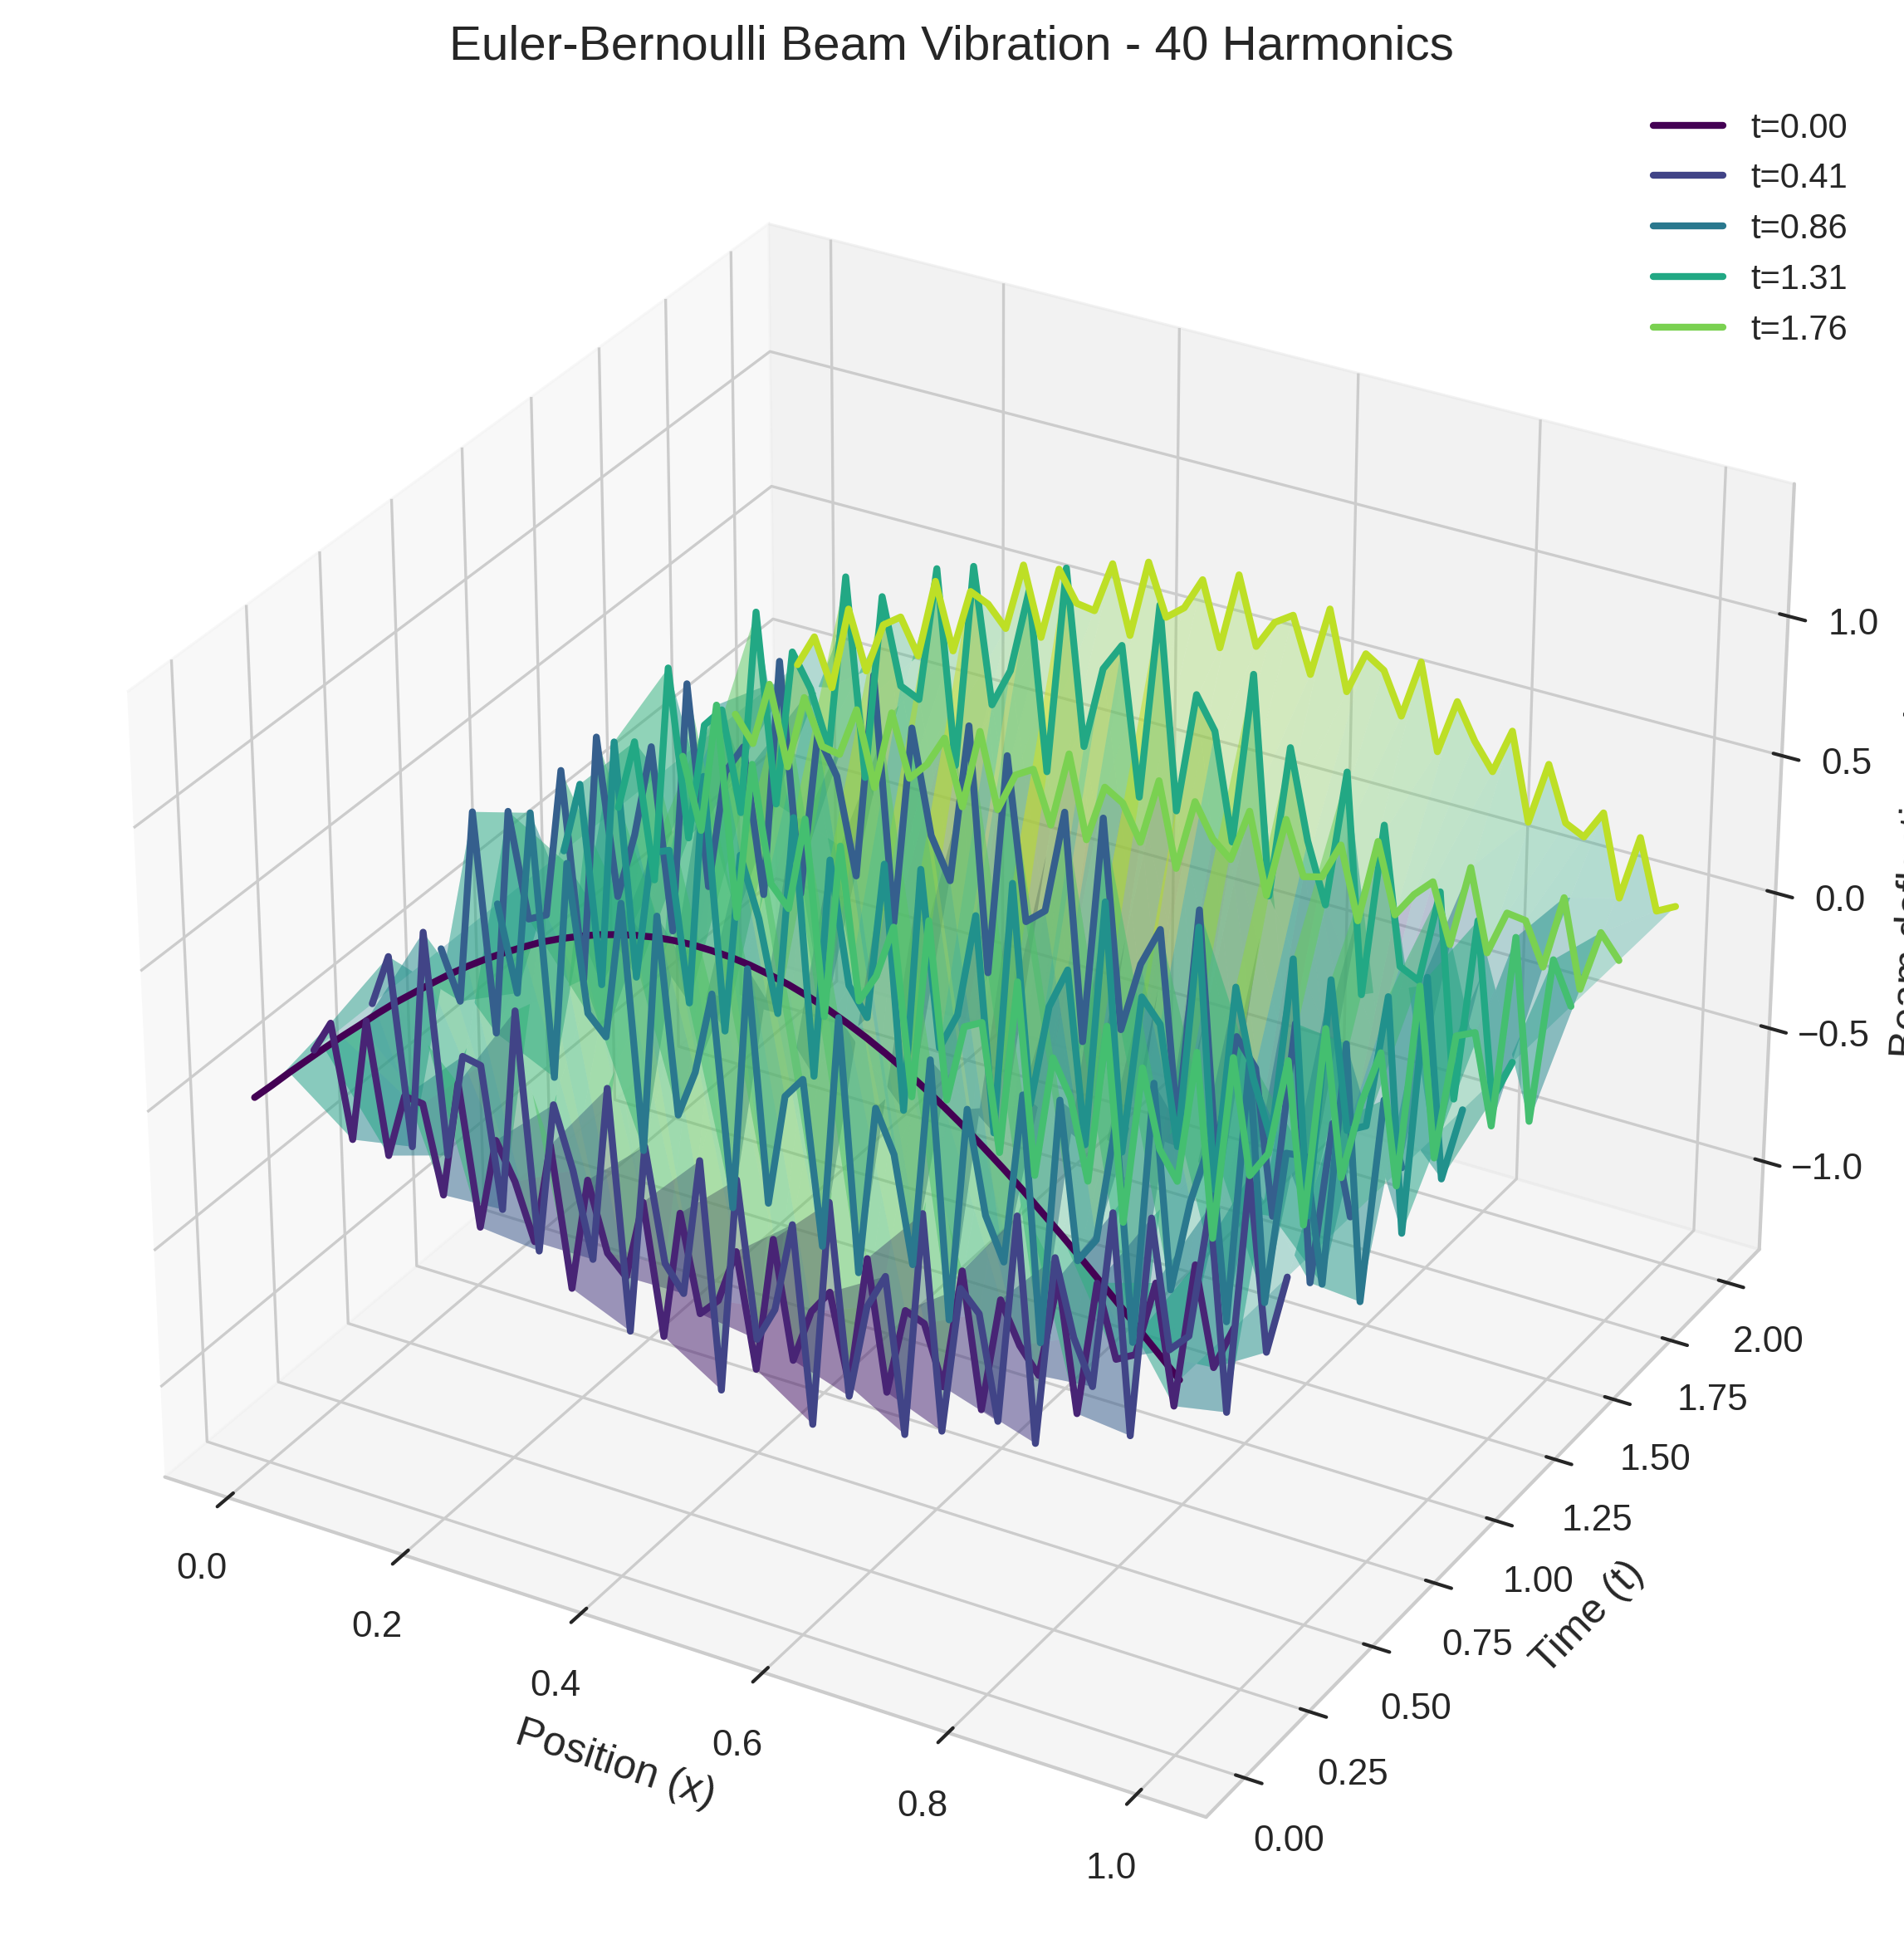 Euler-Bernoulli Beam Vibration - 40 Harmonics
t=0.00
t=0.41
t=0.86
t=1.31
t=1.76
1.0
0.5
0.0
−0.5
−1.0
Beam
2.00
1.75
1.50
1.25
1.00
0.75
0.50
0.25
0.00
Time (t)
0.0
0.2
0.4
0.6
0.8
1.0
Position (x)